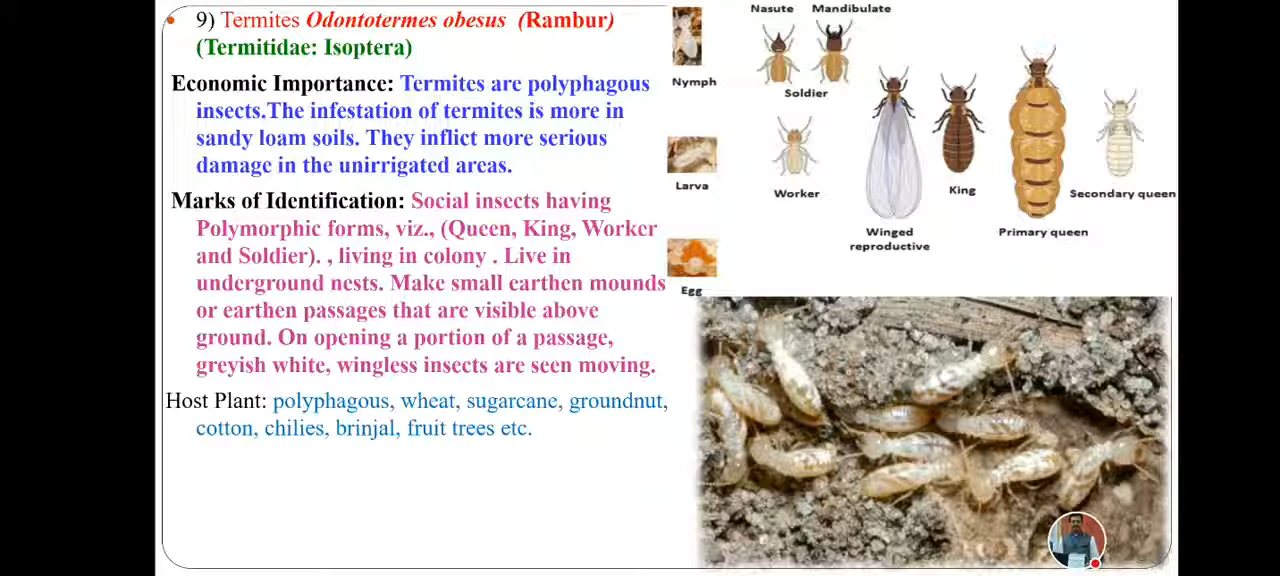 • 9) Termites Odontotermes obesus (Rambur)
(Termitidae: Isoptera)
Economic Importance: Termites are polyphagous
insects.The infestation of termites is more in
sandy loam soils. They inflict more serious
damage in the unirrigated areas.
Marks of Identification: Social insects having
Polymorphic forms, viz., (Queen, King, Worker
and Soldier). , living in colony . Live in
underground nests. Make small earthen mounds
or earthen passages that are visible above
ground. On opening a portion of a passage,
greyish white, wingless insects are seen moving.
Host Plant: polyphagous, wheat, sugarcane, groundnut,
cotton, chilies, brinjal, fruit trees etc.
Nasute Mandibulate
Nymph
Soldier
Larva
Worker
King
Secondary queen
Winged
reproductive
Primary queen
Egg